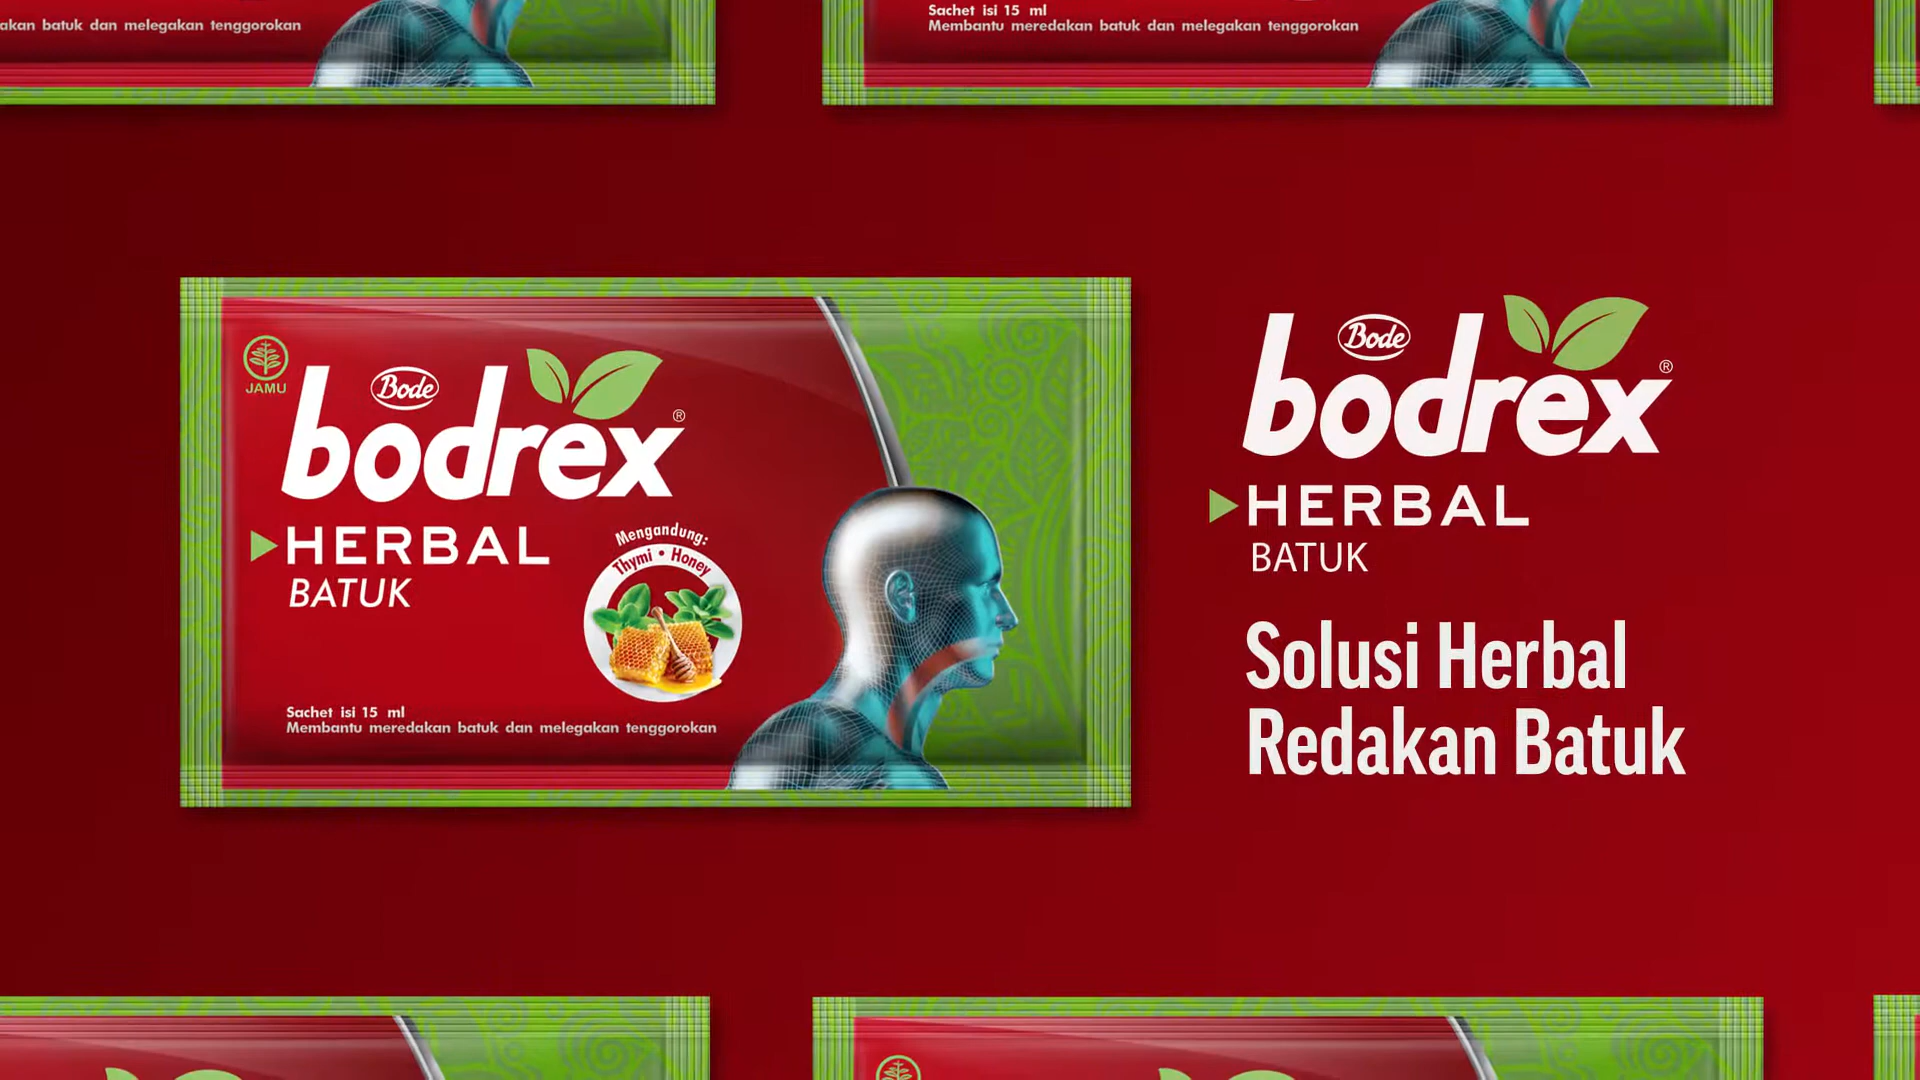 akan batuk dan melegakan tenggorokan
Sachet isi 15 ml
Membantu meredakan batuk dan melegakan tenggorokan
JAMU
Bode
bodrex®
HERBAL
BATUK
Mengandung:
Thymi • Honey
Sachet isi 15 ml
Membantu meredakan batuk dan melegakan tenggorokan
Bode
bodrex®
HERBAL
BATUK
Solusi Herbal
Redakan Batuk